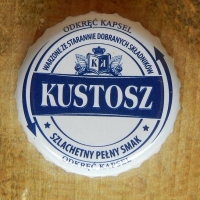 ODKRĘĆ KAPSEL
WARZONE ZE STARANNIE DOBRANYCH SKŁADNIKÓW
KUSTOSZ
SZLACHETNY PEŁNY SMAK
ODKRĘĆ KAPSEL